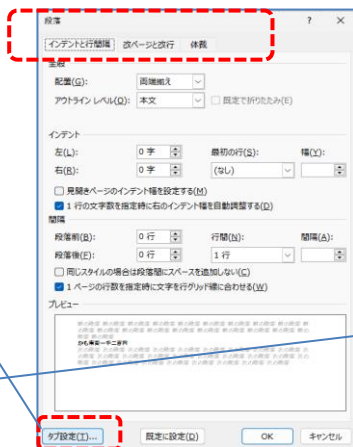 段落 ? ×
インデントと行間隔 改ページと改行 体裁
全般
配置(G): 両端揃え
アウトライン レベル(O): 本文 既定で折りたたみ(E)
インデント
左(L): 0 字 最初の行(S): 幅(Y):
右(R): 0 字 (なし)
見開きページのインデント幅を設定する(M)
1 行の文字数を指定時に右のインデント幅を自動調整する(D)
間隔
段落前(B): 0 行 行間(N): 間隔(A):
段落後(F): 0 行 1 行
同じスタイルの場合は段落間にスペースを追加しない(C)
1 ページの行数を指定時に文字を行グリッド線に合わせる(W)
プレビュー
タブ設定(T)... 既定に設定(D) OK キャンセル